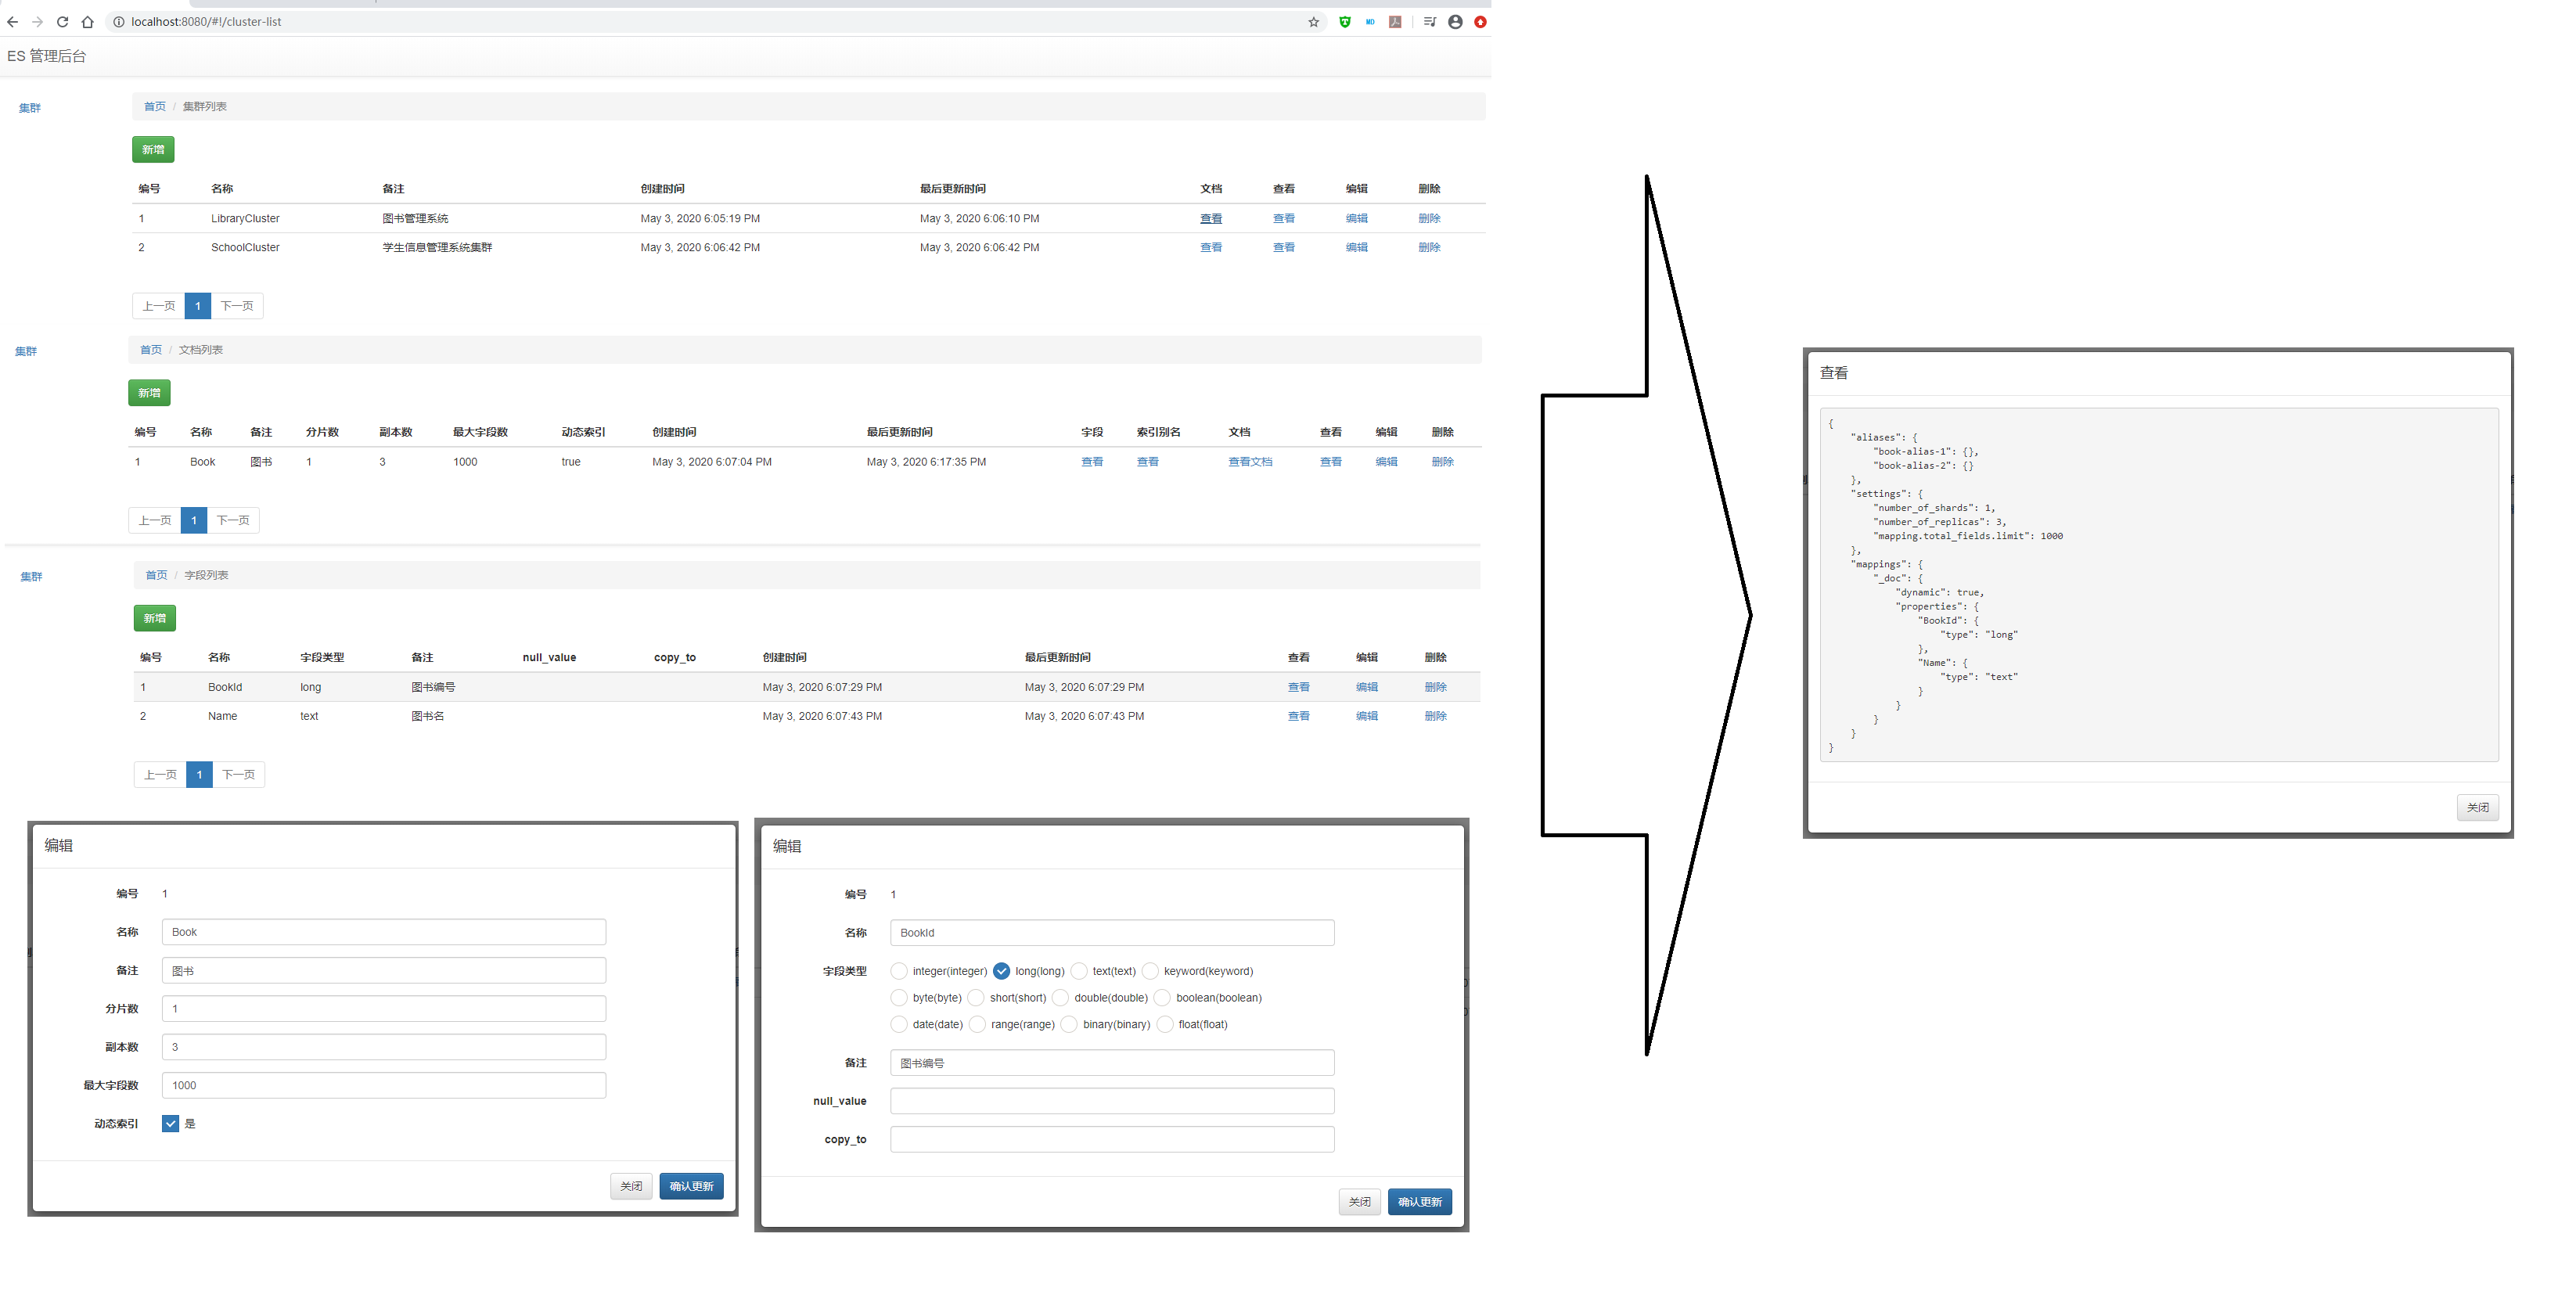 localhost:8080/#!/cluster-list
MD
ES 管理后台
集群
首页 / 集群列表
新增
编号 名称 备注 创建时间 最后更新时间 文档 查看 编辑 删除
1 LibraryCluster 图书管理系统 May 3, 2020 6:05:19 PM May 3, 2020 6:06:10 PM 查看 查看 编辑 删除
2 SchoolCluster 学生信息管理系统集群 May 3, 2020 6:06:42 PM May 3, 2020 6:06:42 PM 查看 查看 编辑 删除
上一页 1 下一页
集群
首页 / 文档列表
新增
编号 名称 备注 分片数 副本数 最大字段数 动态索引 创建时间 最后更新时间 字段 索引别名 文档 查看 编辑 删除
1 Book 图书 1 3 1000 true May 3, 2020 6:07:04 PM May 3, 2020 6:17:35 PM 查看 查看 查看文档 查看 编辑 删除
上一页 1 下一页
集群
首页 / 字段列表
新增
编号 名称 字段类型 备注 null_value copy_to 创建时间 最后更新时间 查看 编辑 删除
1 BookId long 图书编号 May 3, 2020 6:07:29 PM May 3, 2020 6:07:29 PM 查看 编辑 删除
2 Name text 图书名 May 3, 2020 6:07:43 PM May 3, 2020 6:07:43 PM 查看 编辑 删除
上一页 1 下一页
编辑
编号 1
名称 Book
备注 图书
分片数 1
副本数 3
最大字段数 1000
动态索引 是
关闭 确认更新
编辑
编号 1
名称 BookId
字段类型 integer(integer) long(long) text(text) keyword(keyword)
byte(byte) short(short) double(double) boolean(boolean)
date(date) range(range) binary(binary) float(float)
备注 图书编号
null_value
copy_to
关闭 确认更新
查看
{
"aliases": {
"book-alias-1": {},
"book-alias-2": {}
},
"settings": {
"number_of_shards": 1,
"number_of_replicas": 3,
"mapping.total_fields.limit": 1000
},
"mappings": {
"_doc": {
"dynamic": true,
"properties": {
"BookId": {
"type": "long"
},
"Name": {
"type": "text"
}
}
}
}
}
关闭